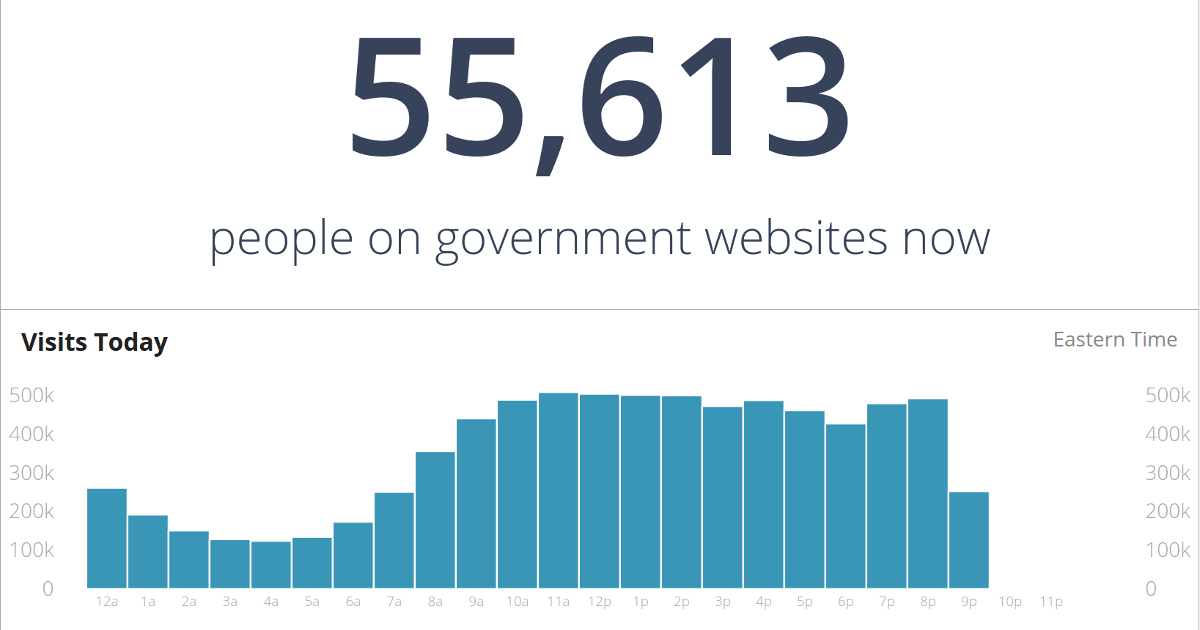 55,613
people on government websites now
Visits Today
Eastern Time
500k
500k
400k
400k
300k
300k
200k
200k
100k
100k
0
0
12a 1a 2a 3a 4a 5a 6a 7a 8a 9a 10a 11a 12p 1p 2p 3p 4p 5p 6p 7p 8p 9p 10p 11p